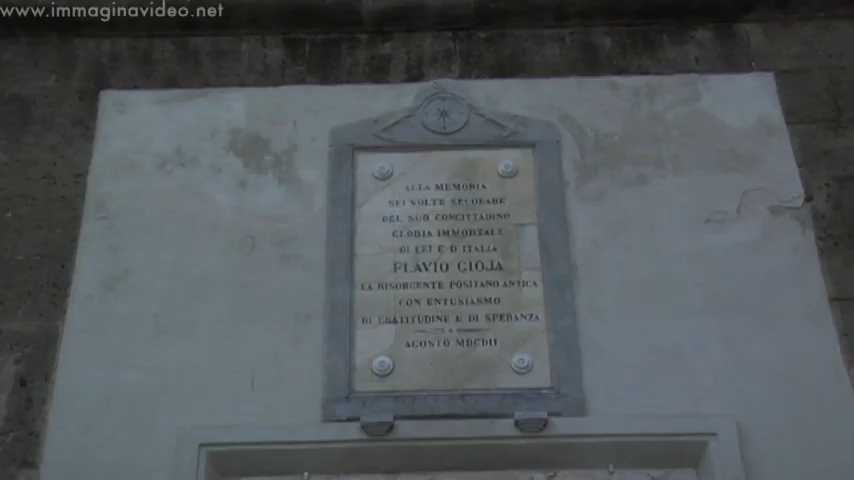 www.immaginavideo.net
ALLA MEMORIA
SEI VOLTE SECOLARE
DEL SUO CONCITTADINO
GLORIA IMMORTALE
DI LEI E D'ITALIA
FLAVIO GIOJA
LA RISORGENTE POSITANO ANTICA
CON ENTUSIASMO
DI GRATITUDINE E DI SPERANZA
AGOSTO MDCDII